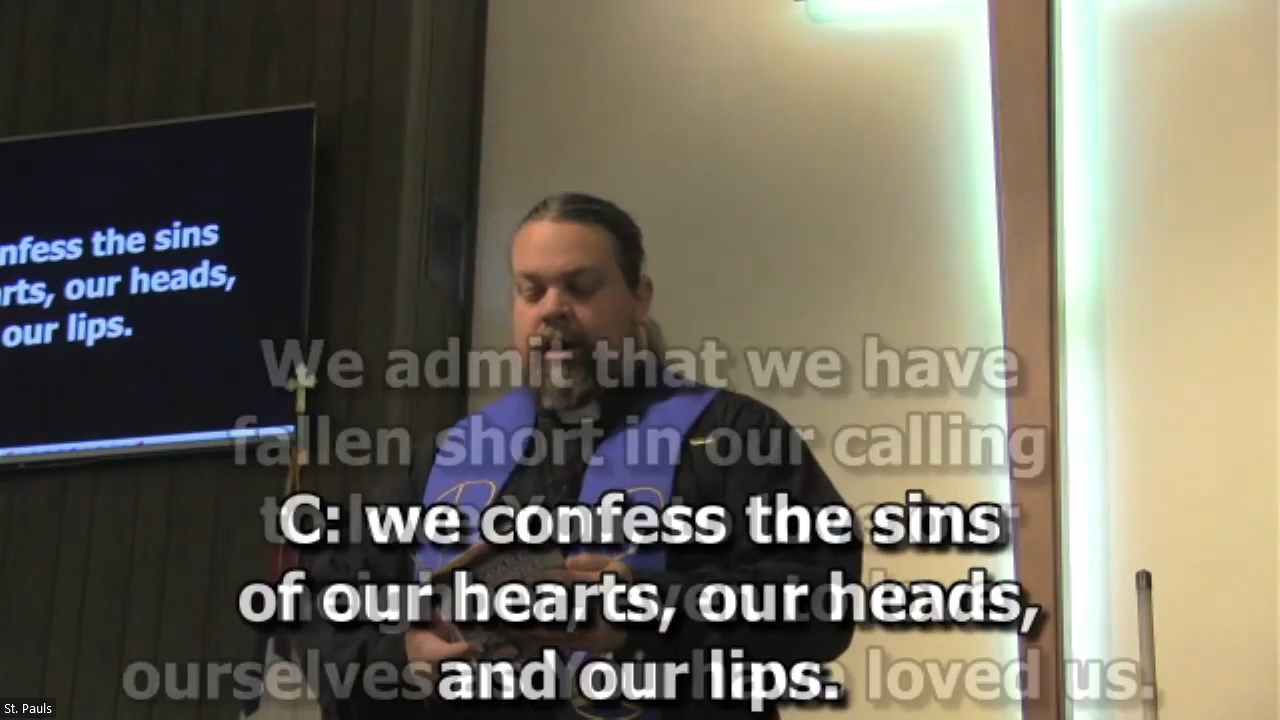 nfess the sins
rts, our heads,
our lips.
We admit that we have
fallen short in our calling
C: we confess the sins
of our hearts, our heads,
and our lips.
ourselves loved us.
St. Pauls